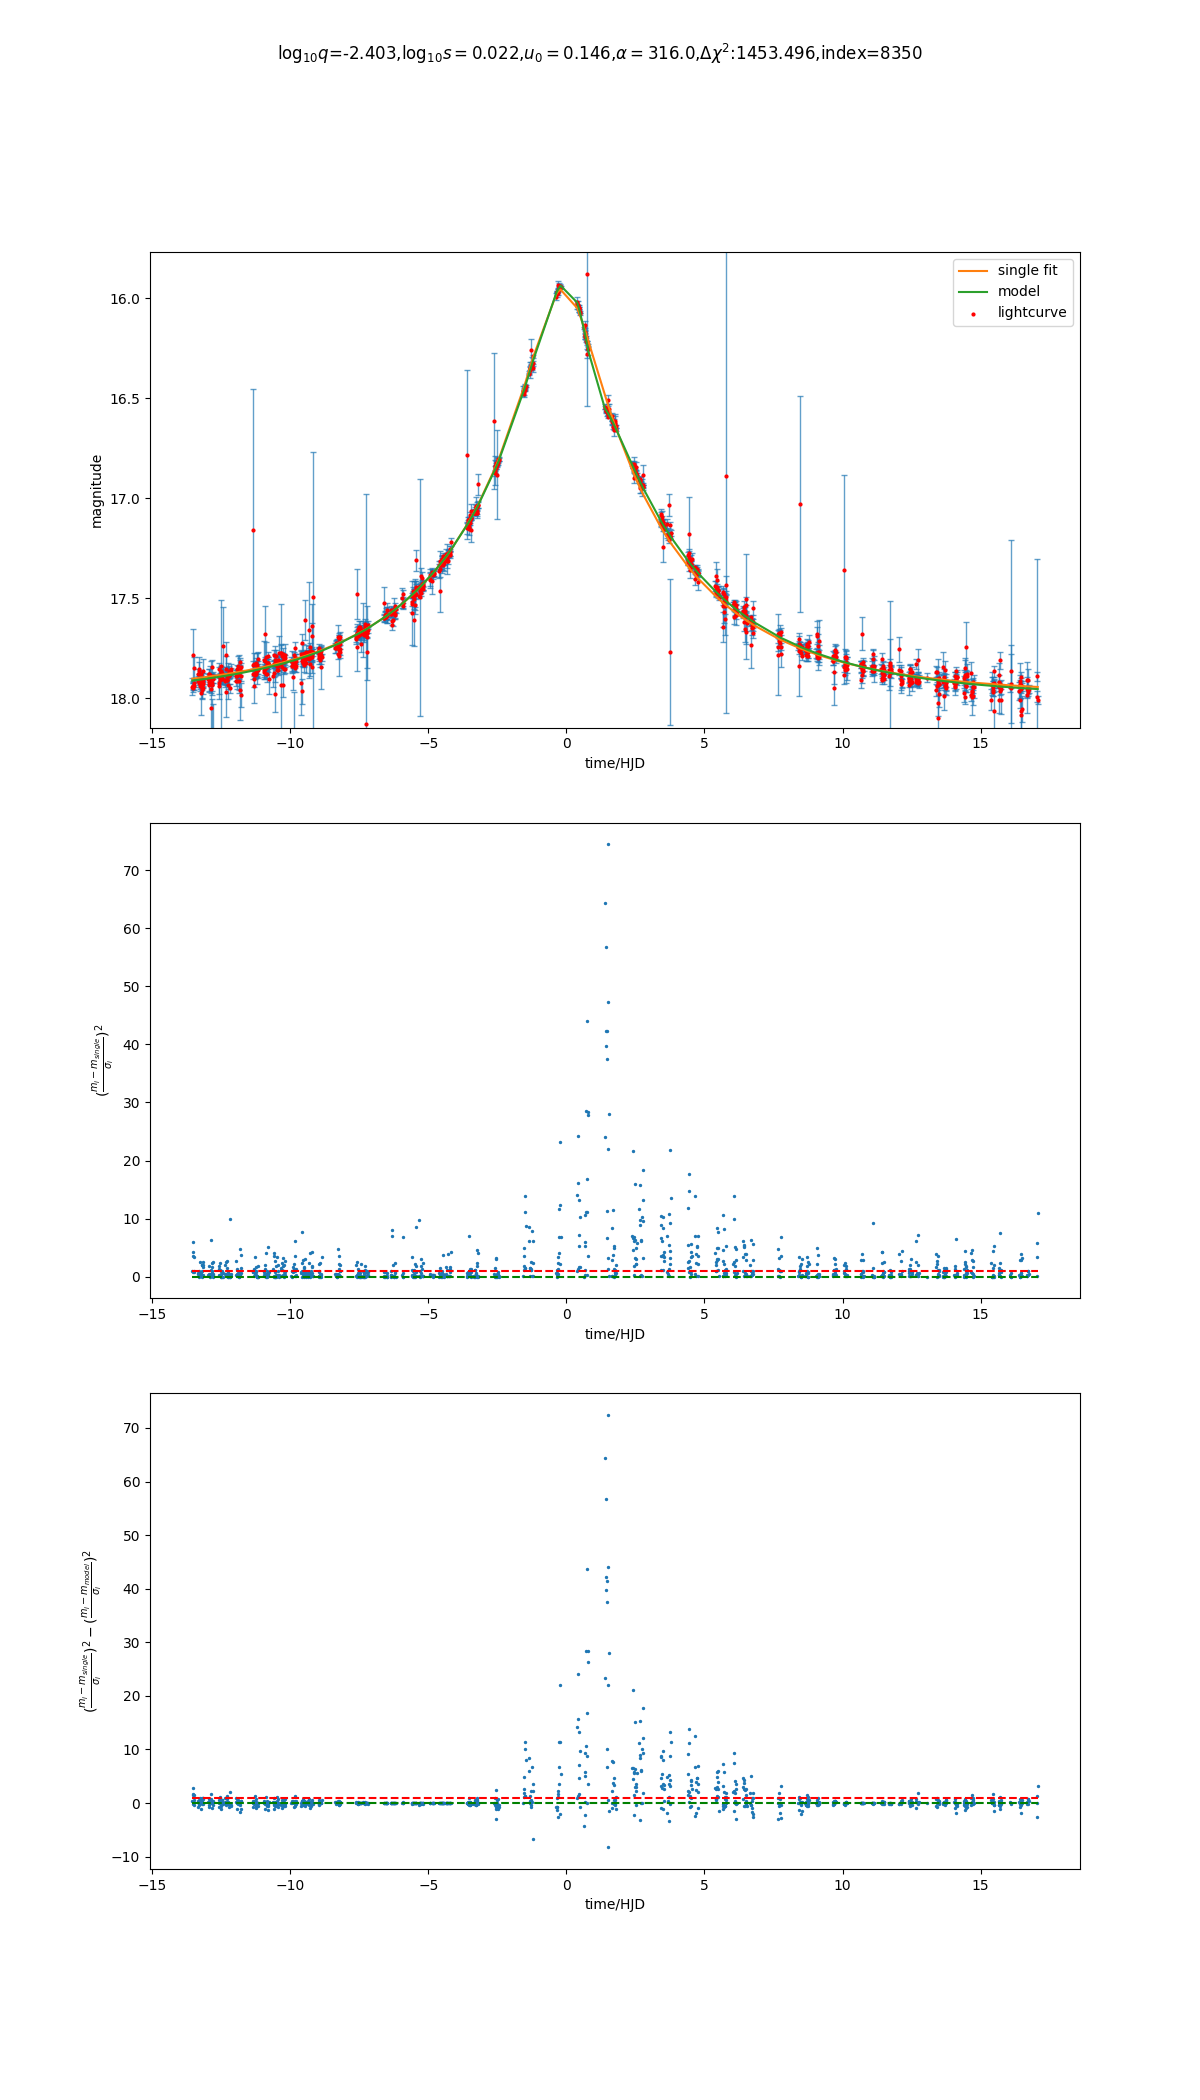 log₁₀q=-2.403,log₁₀s = 0.022,u₀ = 0.146,α = 316.0,Δχ²:1453.496,index=8350
single fit
model
lightcurve
16.0
16.5
17.0
17.5
18.0
magnitude
−15 −10 −5 0 5 10 15
time/HJD
70
60
50
40
30
20
10
0
(mᵢ − m_single / σᵢ)²
−15 −10 −5 0 5 10 15
time/HJD
70
60
50
40
30
20
10
0
−10
(mᵢ − m_single / σᵢ)² − (mᵢ − m_model / σᵢ)²
−15 −10 −5 0 5 10 15
time/HJD